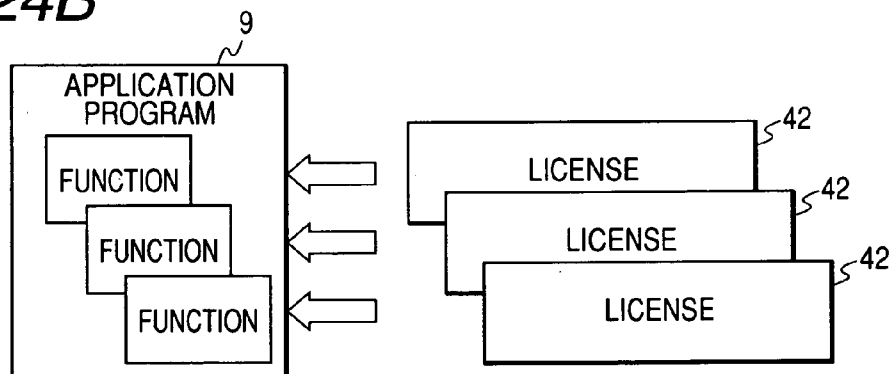 24B
9
APPLICATION
PROGRAM
FUNCTION
FUNCTION
FUNCTION
LICENSE
42
LICENSE
42
LICENSE
42